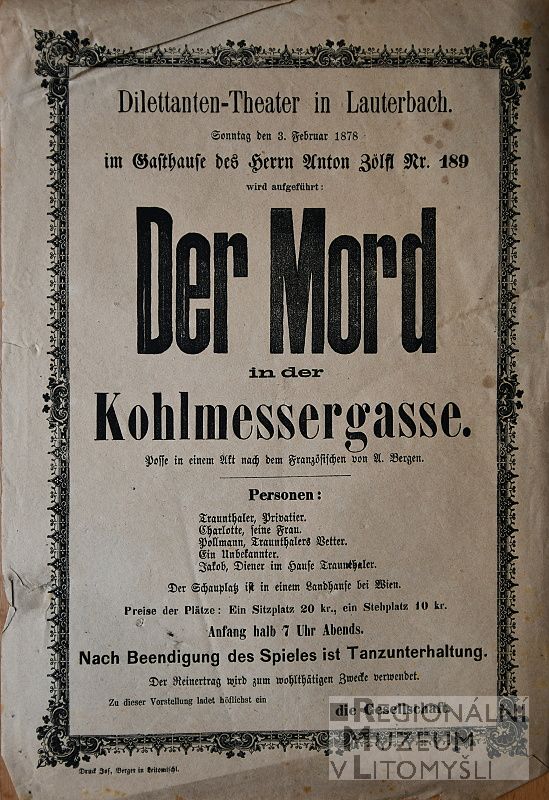 Dilettanten-Theater in Lauterbach.
Sonntag den 3. Februar 1878
im Gasthause des Herrn Anton Zölfl Nr. 189
wird aufgeführt:
Der Mord
in der
Kohlmessergasse.
Posse in einem Akt nach dem Französischen von A. Bergen.
Personen:
Traunthaler, Privatier.
Charlotte, seine Frau.
Pollmann, Traunthalers Vetter.
Ein Unbekannter.
Jakob, Diener im Hause Traunthaler.
Der Schauplatz ist in einem Landhause bei Wien.
Preise der Plätze: Ein Sitzplatz 20 kr., ein Stehplatz 10 kr.
Anfang halb 7 Uhr Abends.
Nach Beendigung des Spieles ist Tanzunterhaltung.
Der Reinertrag wird zum wohlthätigen Zwecke verwendet.
Zu dieser Vorstellung ladet höflichst ein
die Gesellschaft.
Druck Jos. Berger in Leitomischl.
REGIONÁLNÍ
MUZEUM
V LITOMYŠLI